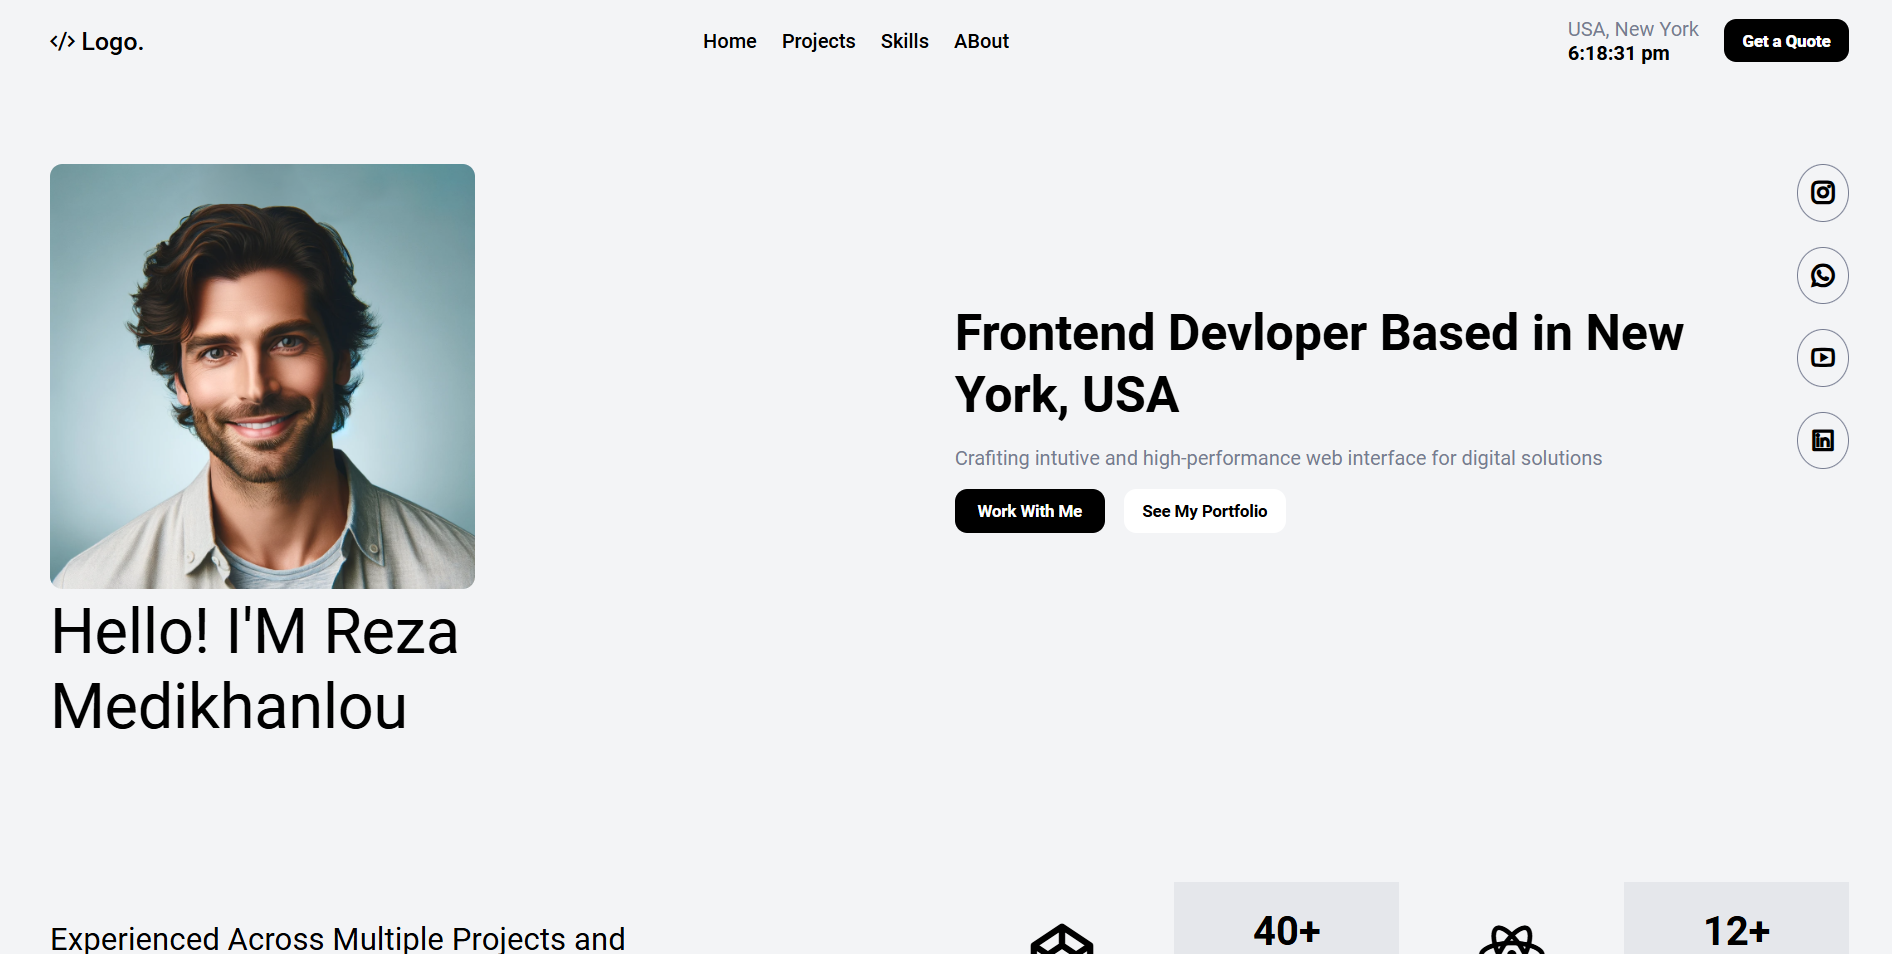 </> Logo.
Home Projects Skills ABout
USA, New York
6:18:31 pm
Get a Quote
Frontend Devloper Based in New
York, USA
Crafiting intutive and high-performance web interface for digital solutions
Work With Me See My Portfolio
Hello! I'M Reza
Medikhanlou
Experienced Across Multiple Projects and
40+
12+